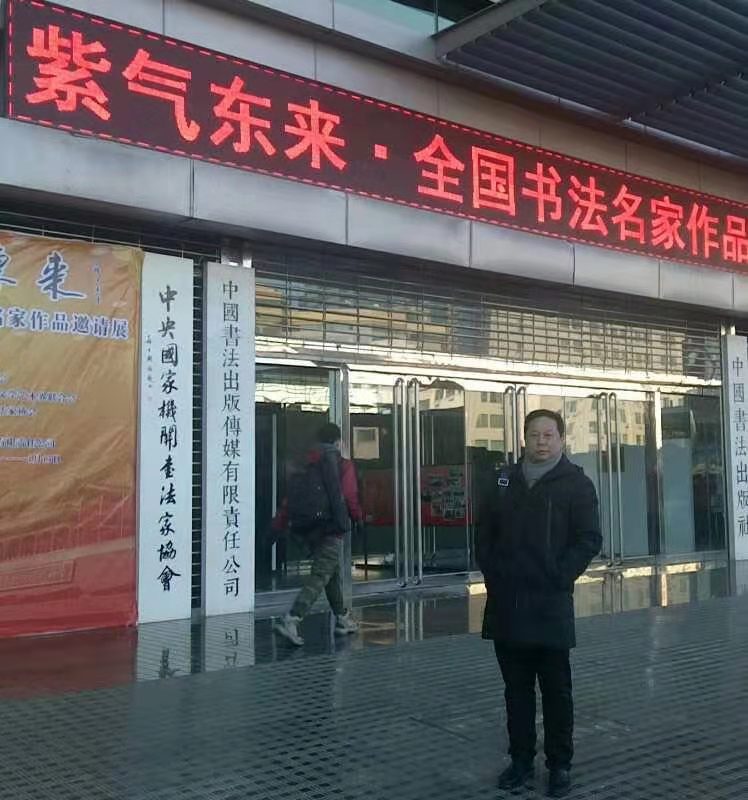 紫气东来·全国书法名家作品
来
名家作品邀请展
中央國家機關書法家協會
中國書法出版傳媒有限責任公司
中國書法出版社